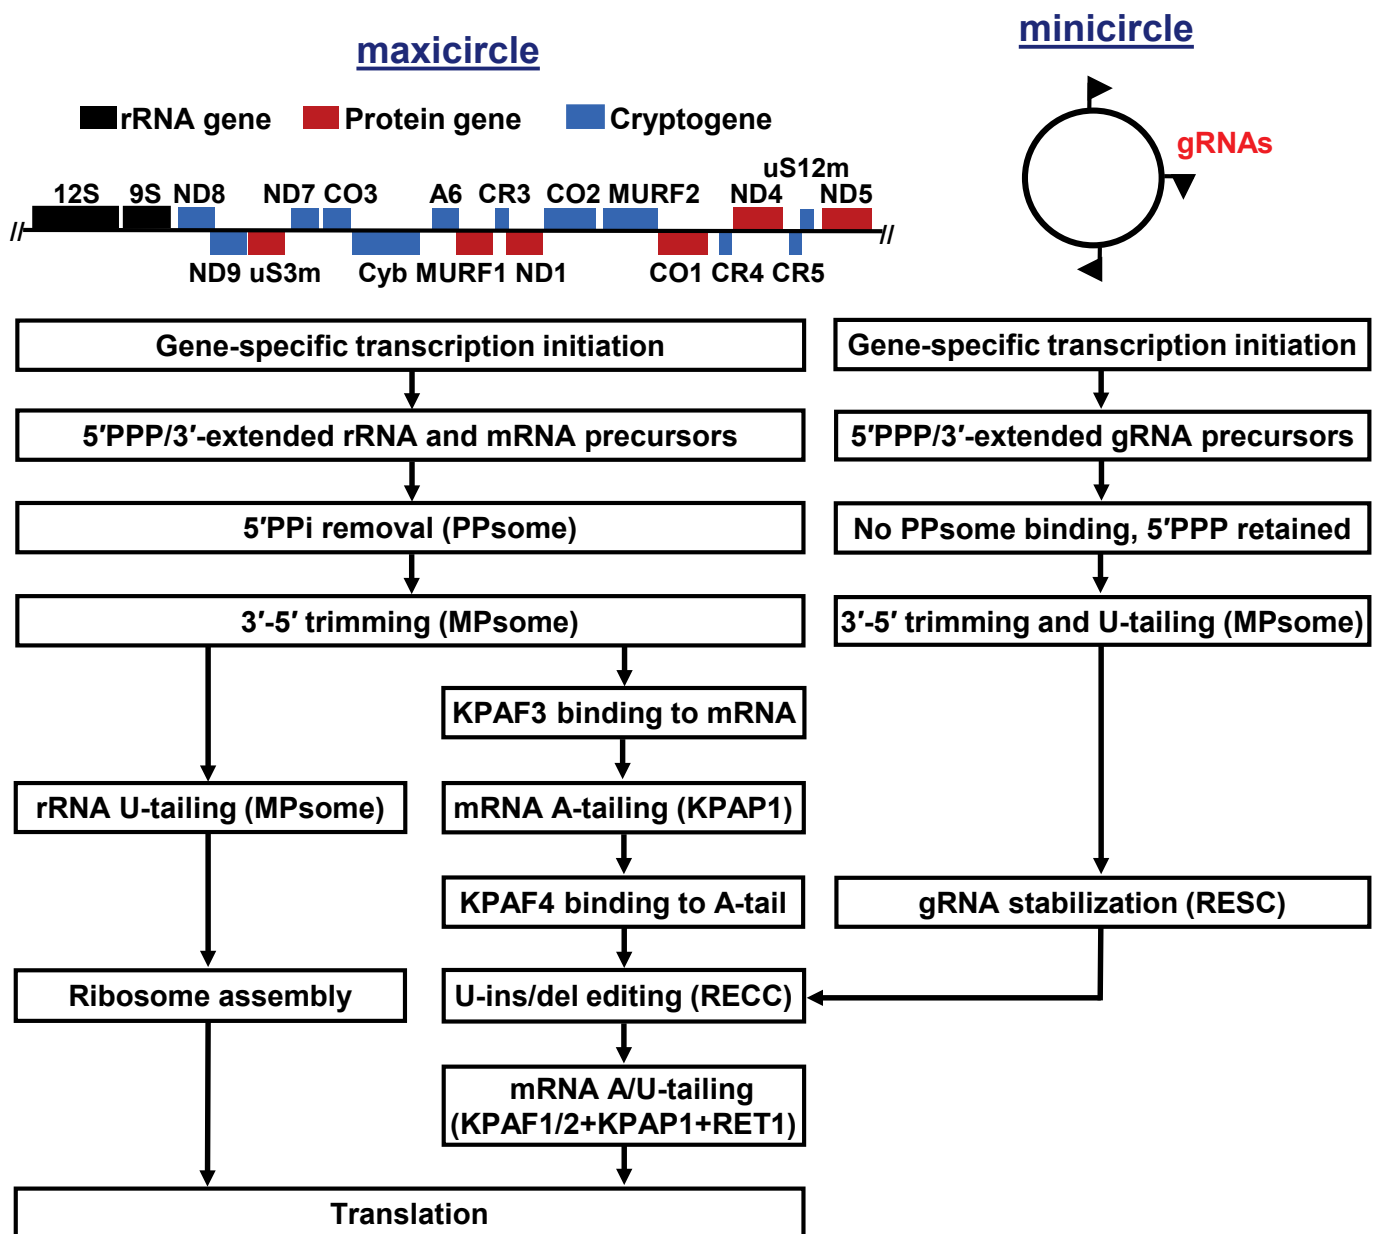 maxicircle
minicircle
rRNA gene
Protein gene
Cryptogene
gRNAs
uS12m
12S 9S ND8 ND7 CO3 A6 CR3 CO2 MURF2 ND4 ND5
// //
ND9 uS3m Cyb MURF1 ND1 CO1 CR4 CR5
Gene-specific transcription initiation
Gene-specific transcription initiation
5′PPP/3′-extended rRNA and mRNA precursors
5′PPP/3′-extended gRNA precursors
5′PPi removal (PPsome)
No PPsome binding, 5′PPP retained
3′-5′ trimming (MPsome)
3′-5′ trimming and U-tailing (MPsome)
KPAF3 binding to mRNA
rRNA U-tailing (MPsome)
mRNA A-tailing (KPAP1)
KPAF4 binding to A-tail
gRNA stabilization (RESC)
Ribosome assembly
U-ins/del editing (RECC)
mRNA A/U-tailing
(KPAF1/2+KPAP1+RET1)
Translation